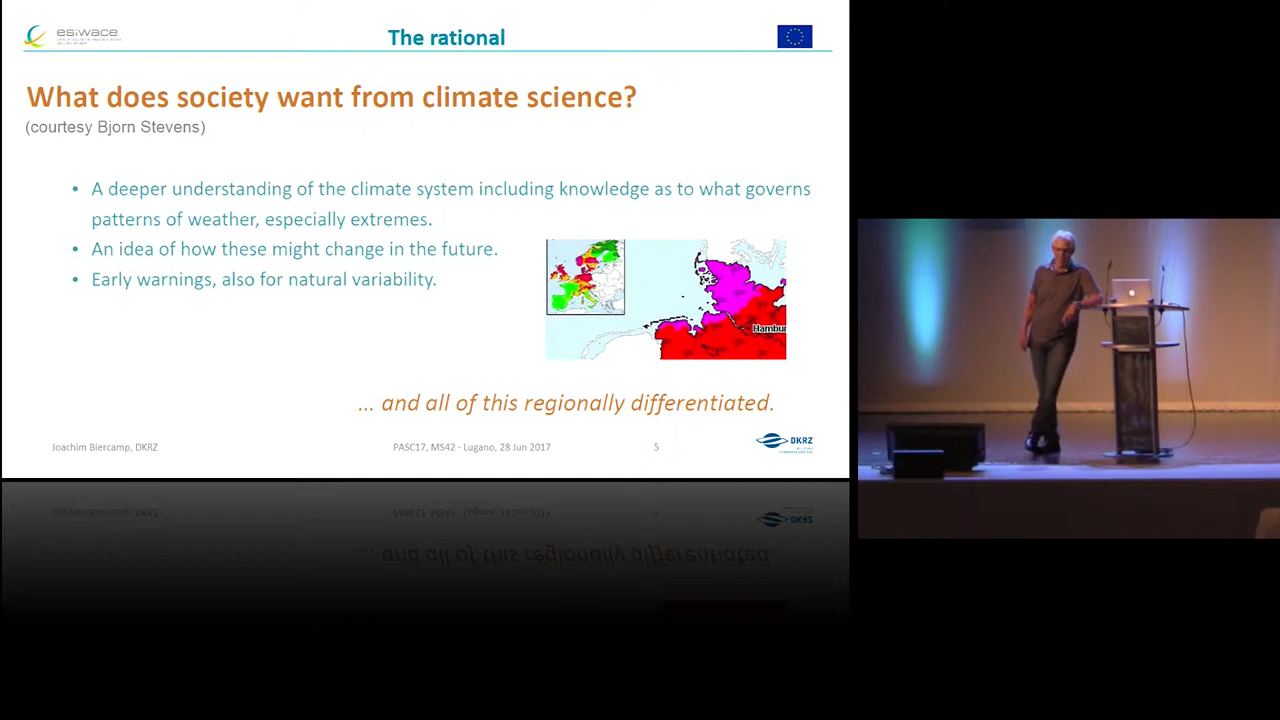 esiwace
The rational
What does society want from climate science?
(courtesy Bjorn Stevens)
• A deeper understanding of the climate system including knowledge as to what governs
patterns of weather, especially extremes.
• An idea of how these might change in the future.
• Early warnings, also for natural variability.
Hambur
... and all of this regionally differentiated.
Joachim Biercamp, DKRZ
PASC17, MS42 - Lugano, 28 Jun 2017
5
DKRZ